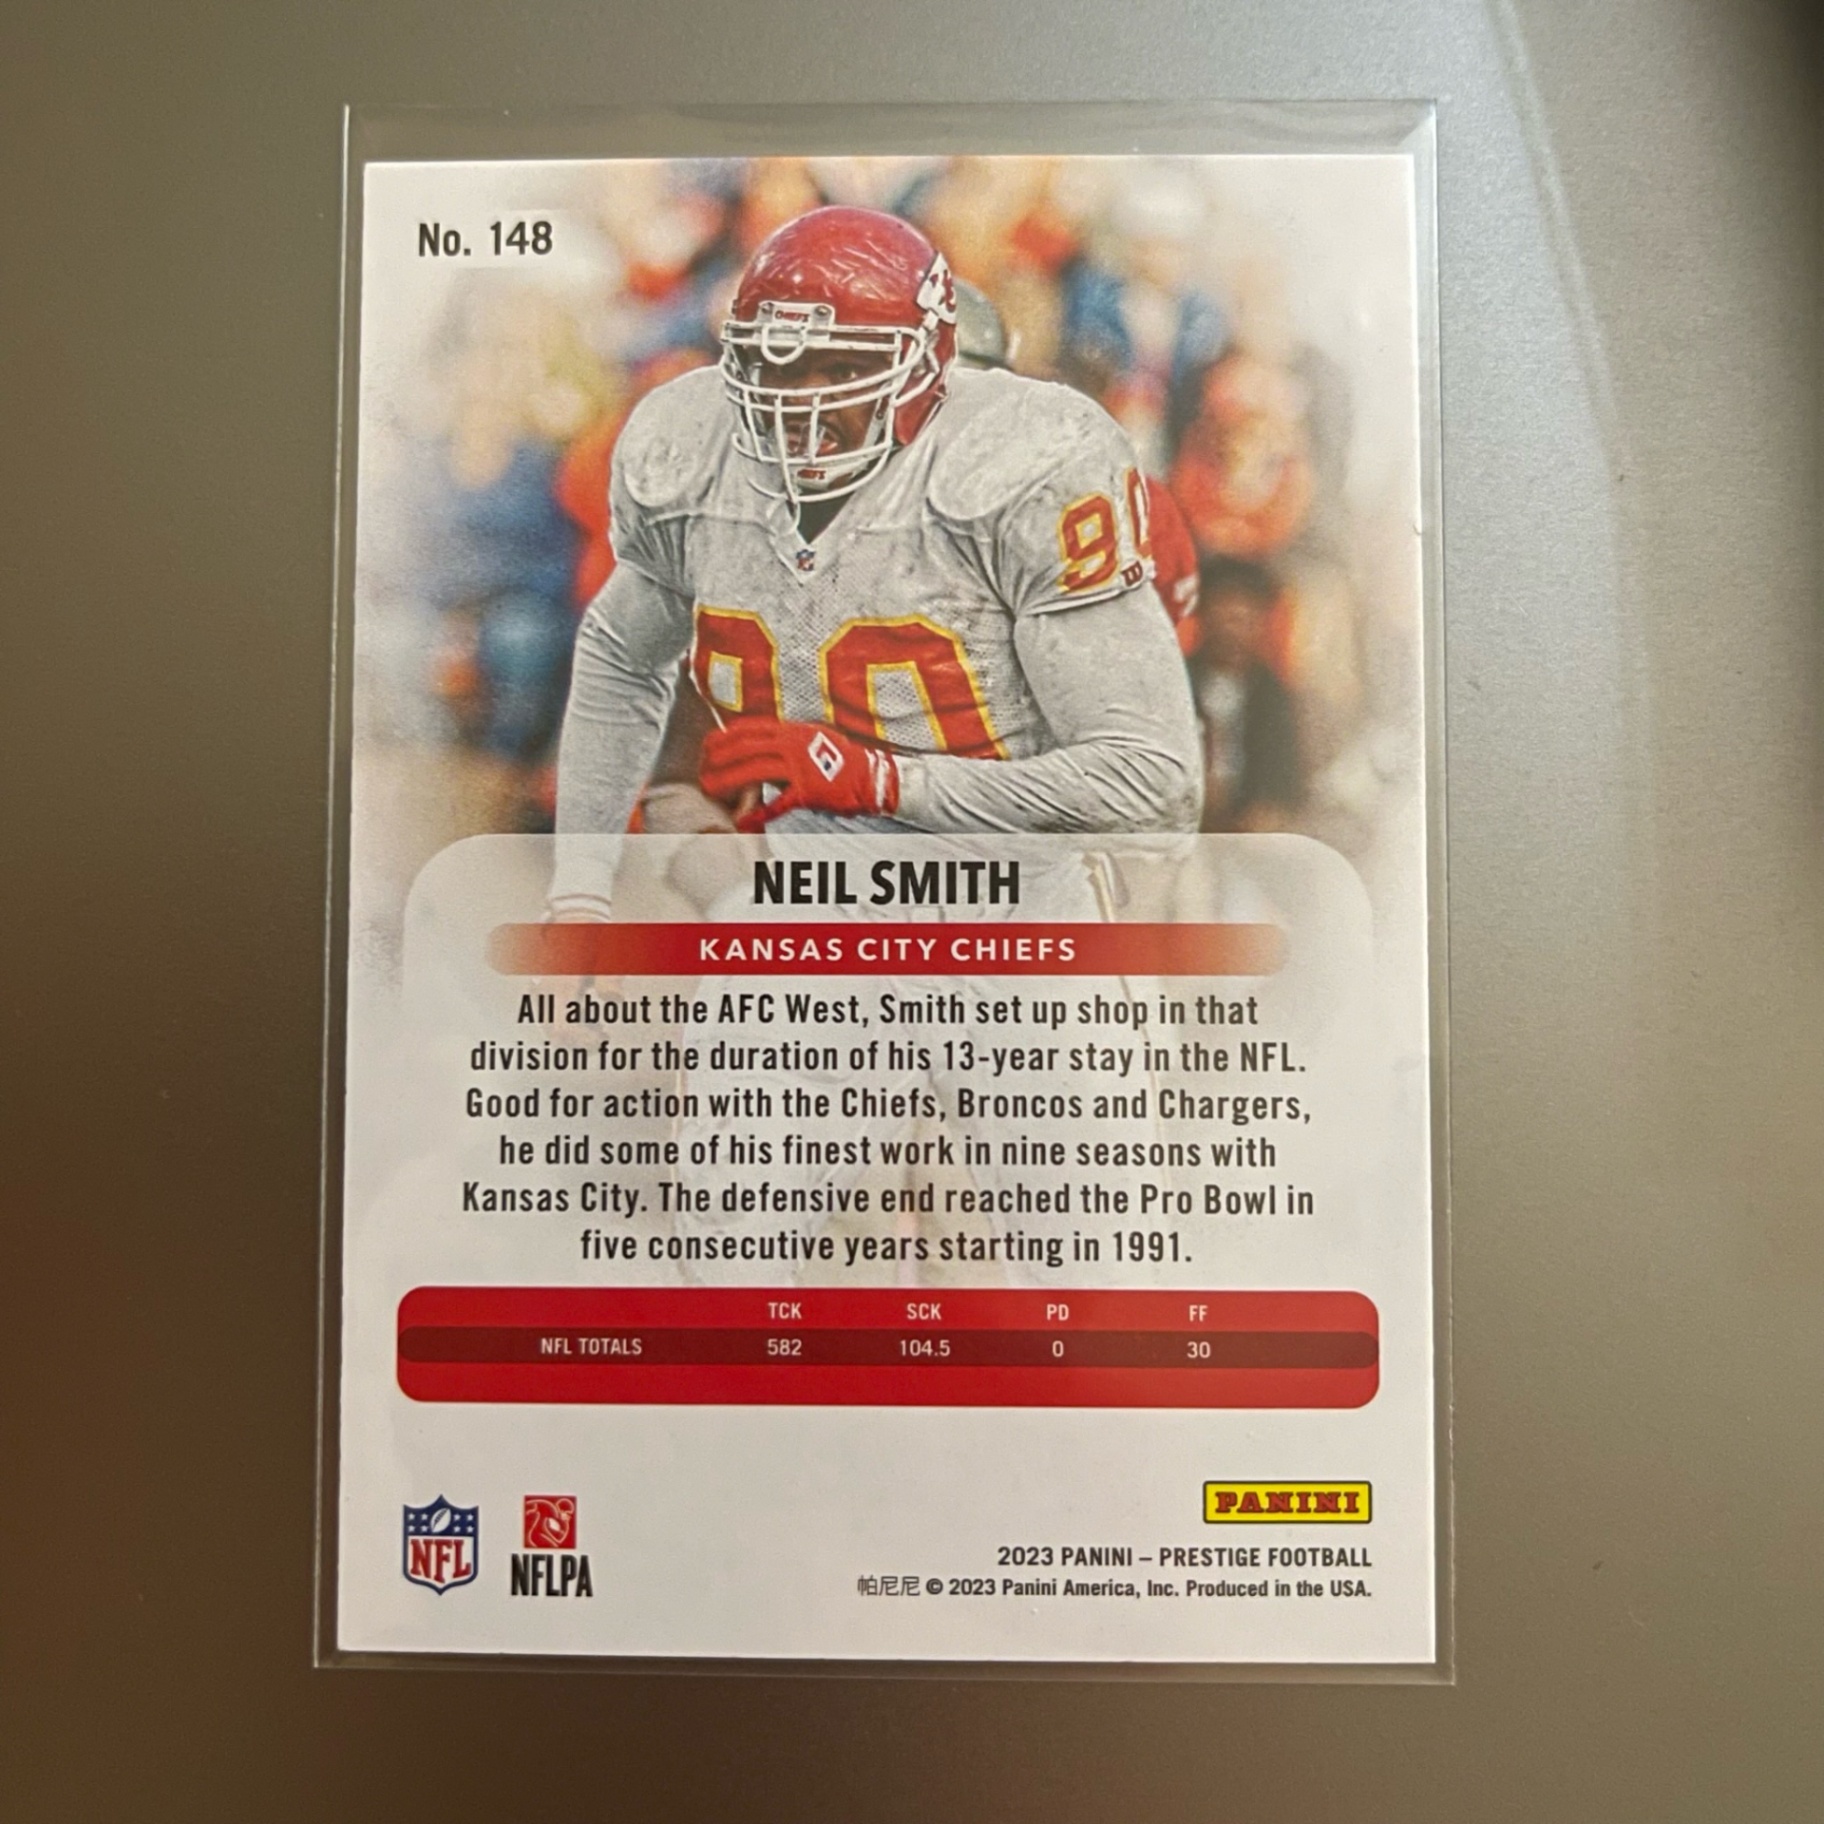 No. 148
CHIEFS
90
90
NEIL SMITH
KANSAS CITY CHIEFS
All about the AFC West, Smith set up shop in that
division for the duration of his 13-year stay in the NFL.
Good for action with the Chiefs, Broncos and Chargers,
he did some of his finest work in nine seasons with
Kansas City. The defensive end reached the Pro Bowl in
five consecutive years starting in 1991.
TCK SCK PD FF
NFL TOTALS 582 104.5 0 30
NFL
NFLPA
PANINI
2023 PANINI – PRESTIGE FOOTBALL
帕尼尼 © 2023 Panini America, Inc. Produced in the USA.